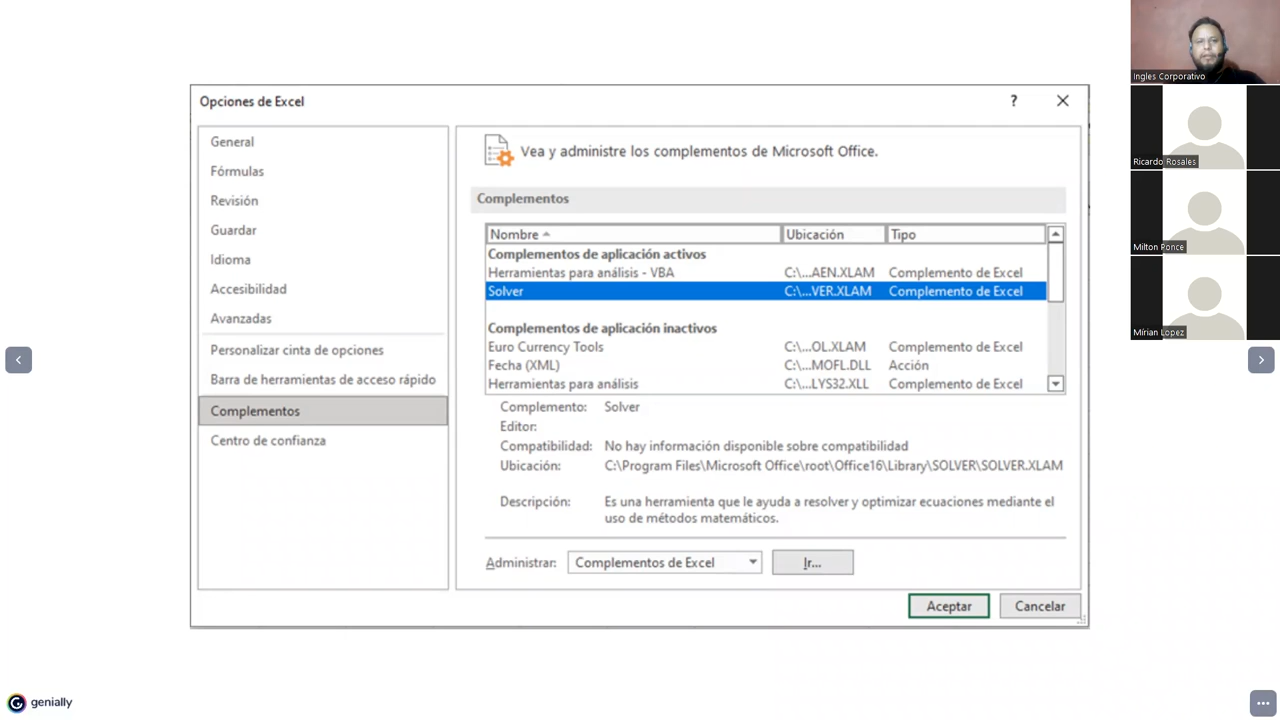 Opciones de Excel
?
General
Fórmulas
Revisión
Guardar
Idioma
Accesibilidad
Avanzadas
Personalizar cinta de opciones
Barra de herramientas de acceso rápido
Complementos
Centro de confianza
Vea y administre los complementos de Microsoft Office.
Complementos
Nombre Ubicación Tipo
Complementos de aplicación activos
Herramientas para análisis - VBA C:\...AEN.XLAM Complemento de Excel
Solver C:\...VER.XLAM Complemento de Excel
Complementos de aplicación inactivos
Euro Currency Tools C:\...OL.XLAM Complemento de Excel
Fecha (XML) C:\...MOFL.DLL Acción
Herramientas para análisis C:\...LYS32.XLL Complemento de Excel
Complemento: Solver
Editor:
Compatibilidad: No hay información disponible sobre compatibilidad
Ubicación: C:\Program Files\Microsoft Office\root\Office16\Library\SOLVER\SOLVER.XLAM
Descripción: Es una herramienta que le ayuda a resolver y optimizar ecuaciones mediante el
uso de métodos matemáticos.
Administrar: Complementos de Excel Ir...
Aceptar Cancelar
Ingles Corporativo
Ricardo Rosales
Milton Ponce
Mírian Lopez
genially